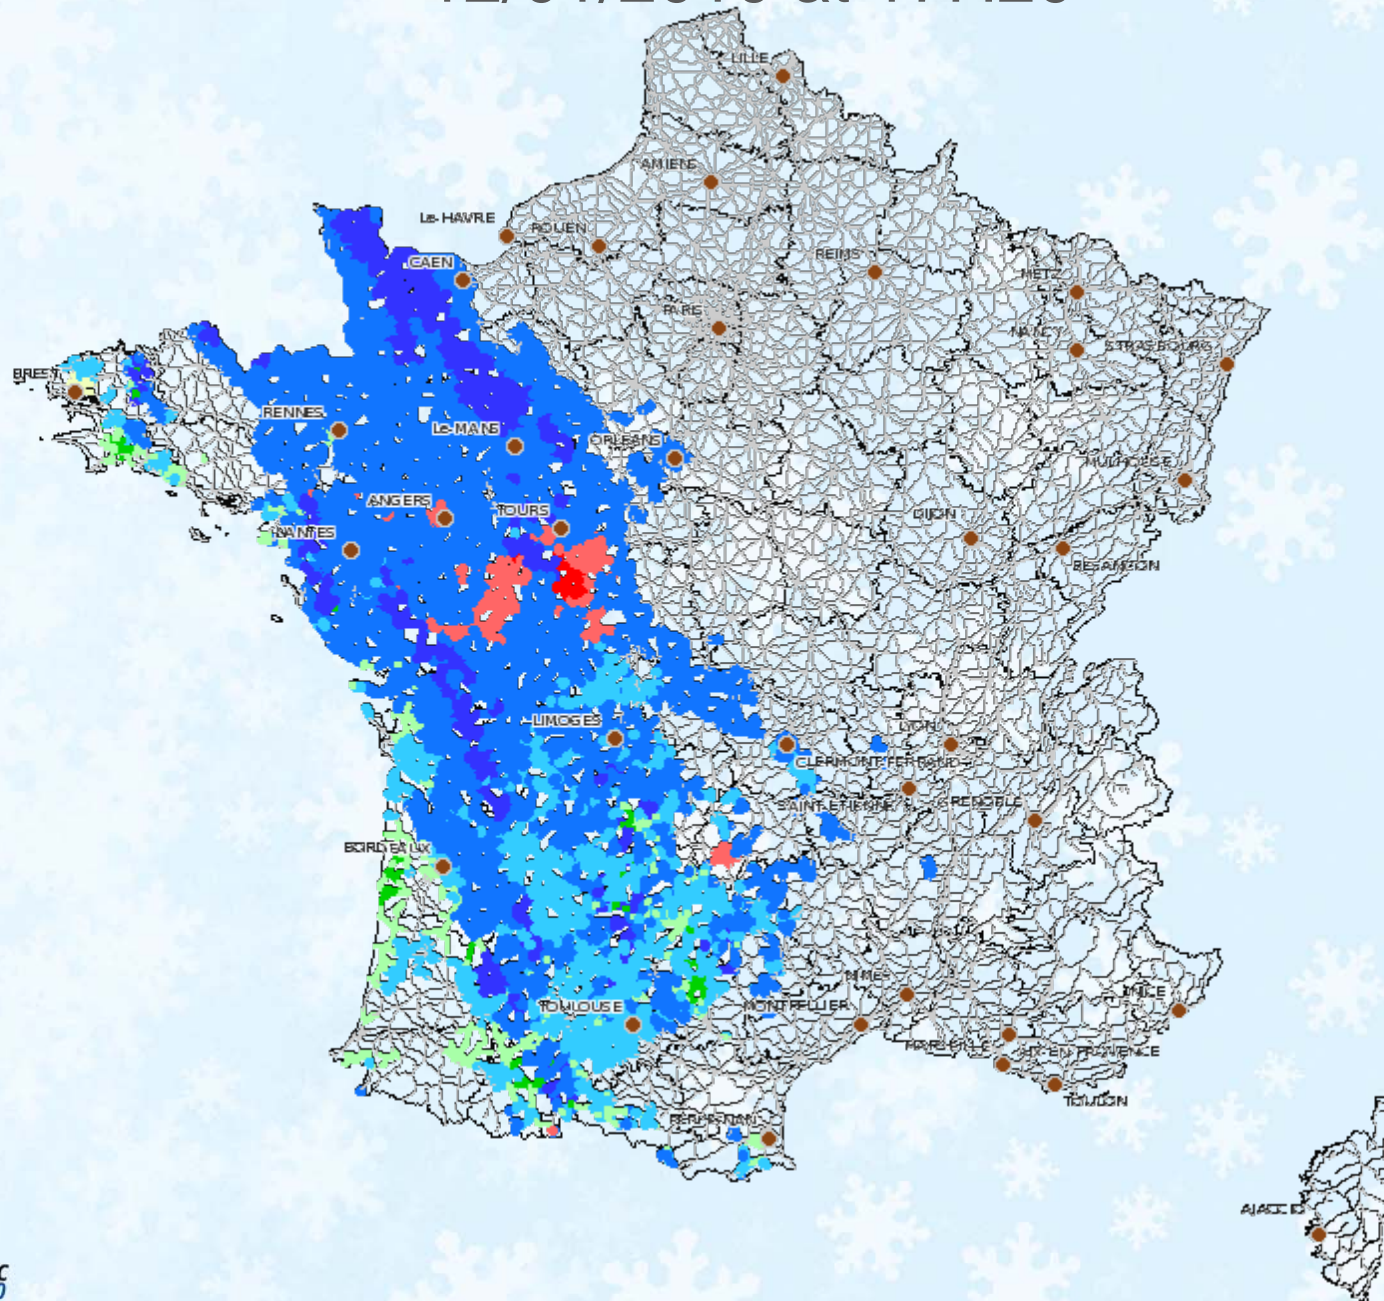 LILLE
AMIENS
Le-HAVRE
ROUEN
CAEN
REIMS
METZ
PARIS
NANCY
STRASBOURG
BREST
RENNES
Le-MANS
ORLEANS
MULHOUSE
ANGERS
TOURS
DIJON
NANTES
BESANCON
LIMOGES
LYON
CLERMONT-FERRAND
SAINT-ETIENNE
GRENOBLE
BORDEAUX
NIMES
NICE
TOULOUSE
MONTPELLIER
MARSEILLE
AIX-EN-PROVENCE
TOULON
PERPIGNAN
AJACCIO